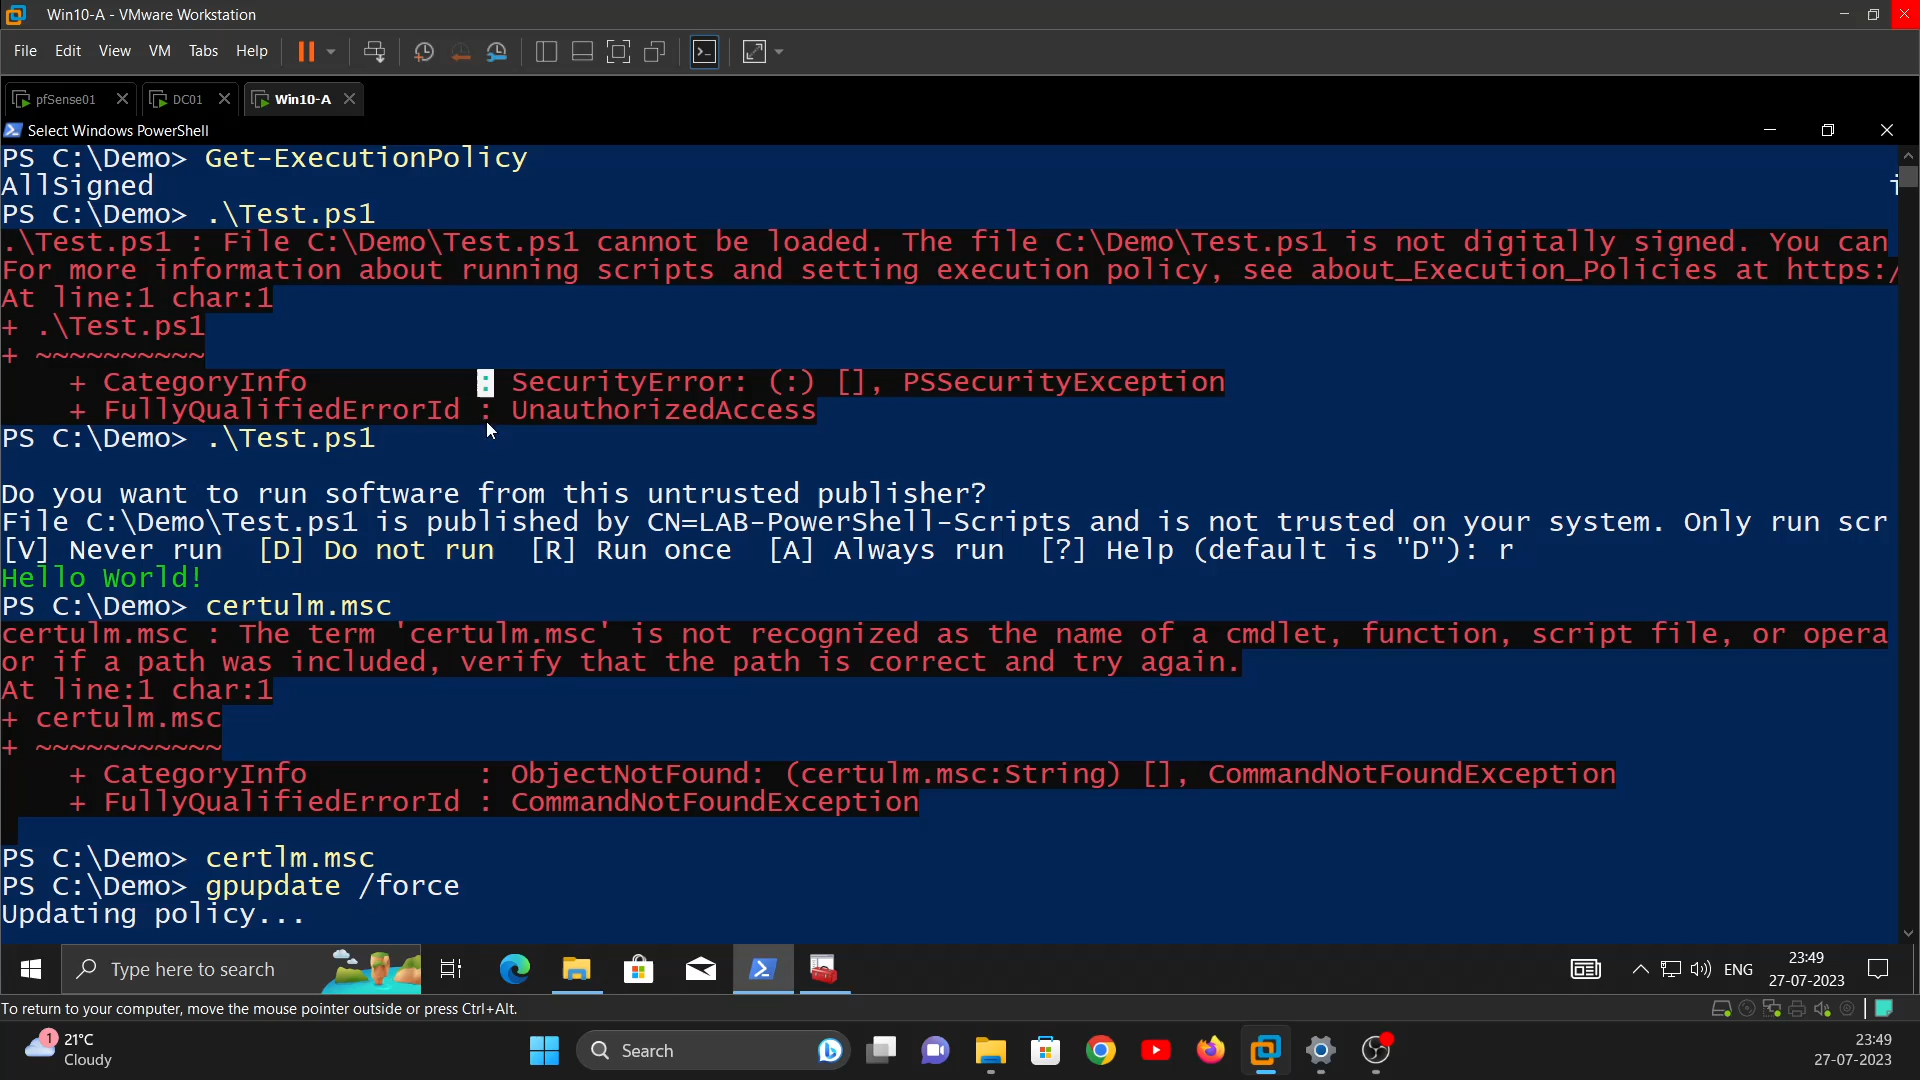 Win10-A - VMware Workstation
File Edit View VM Tabs Help
pfSense01 DC01 Win10-A
Select Windows PowerShell
PS C:\Demo> Get-ExecutionPolicy
AllSigned
PS C:\Demo> .\Test.ps1
.\Test.ps1 : File C:\Demo\Test.ps1 cannot be loaded. The file C:\Demo\Test.ps1 is not digitally signed. You can
For more information about running scripts and setting execution policy, see about_Execution_Policies at https:/
At line:1 char:1
+ .\Test.ps1
+ ~~~~~~~~~~
+ CategoryInfo : SecurityError: (:) [], PSSecurityException
+ FullyQualifiedErrorId : UnauthorizedAccess
PS C:\Demo> .\Test.ps1
Do you want to run software from this untrusted publisher?
File C:\Demo\Test.ps1 is published by CN=LAB-PowerShell-Scripts and is not trusted on your system. Only run scr
[V] Never run [D] Do not run [R] Run once [A] Always run [?] Help (default is "D"): r
Hello World!
PS C:\Demo> certulm.msc
certulm.msc : The term 'certulm.msc' is not recognized as the name of a cmdlet, function, script file, or opera
or if a path was included, verify that the path is correct and try again.
At line:1 char:1
+ certulm.msc
+ ~~~~~~~~~~~
+ CategoryInfo : ObjectNotFound: (certulm.msc:String) [], CommandNotFoundException
+ FullyQualifiedErrorId : CommandNotFoundException
PS C:\Demo> certlm.msc
PS C:\Demo> gpupdate /force
Updating policy...
Type here to search
ENG
23:49
27-07-2023
To return to your computer, move the mouse pointer outside or press Ctrl+Alt.
1
21°C
Cloudy
Search
23:49
27-07-2023